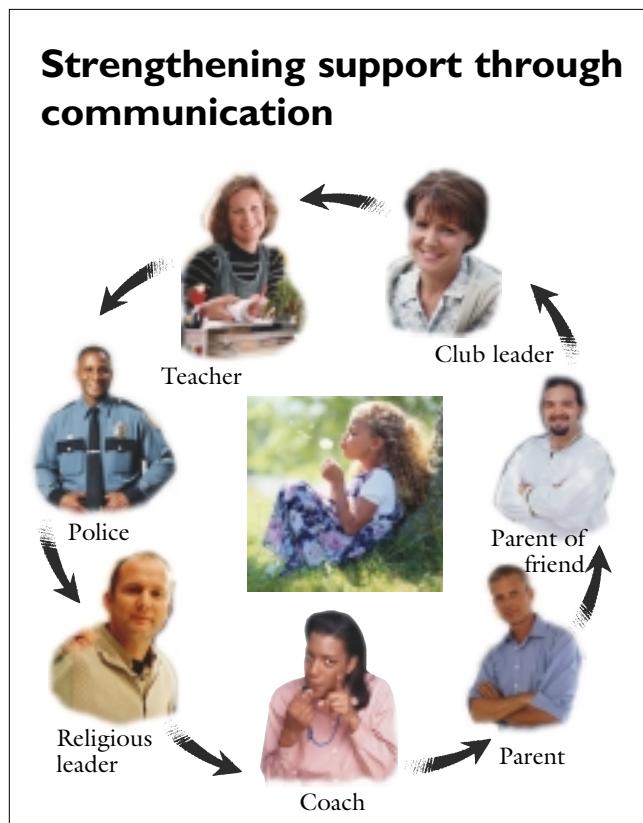 Strengthening support through
communication
Club leader
Teacher
Police
Parent of
friend
Religious
leader
Parent
Coach